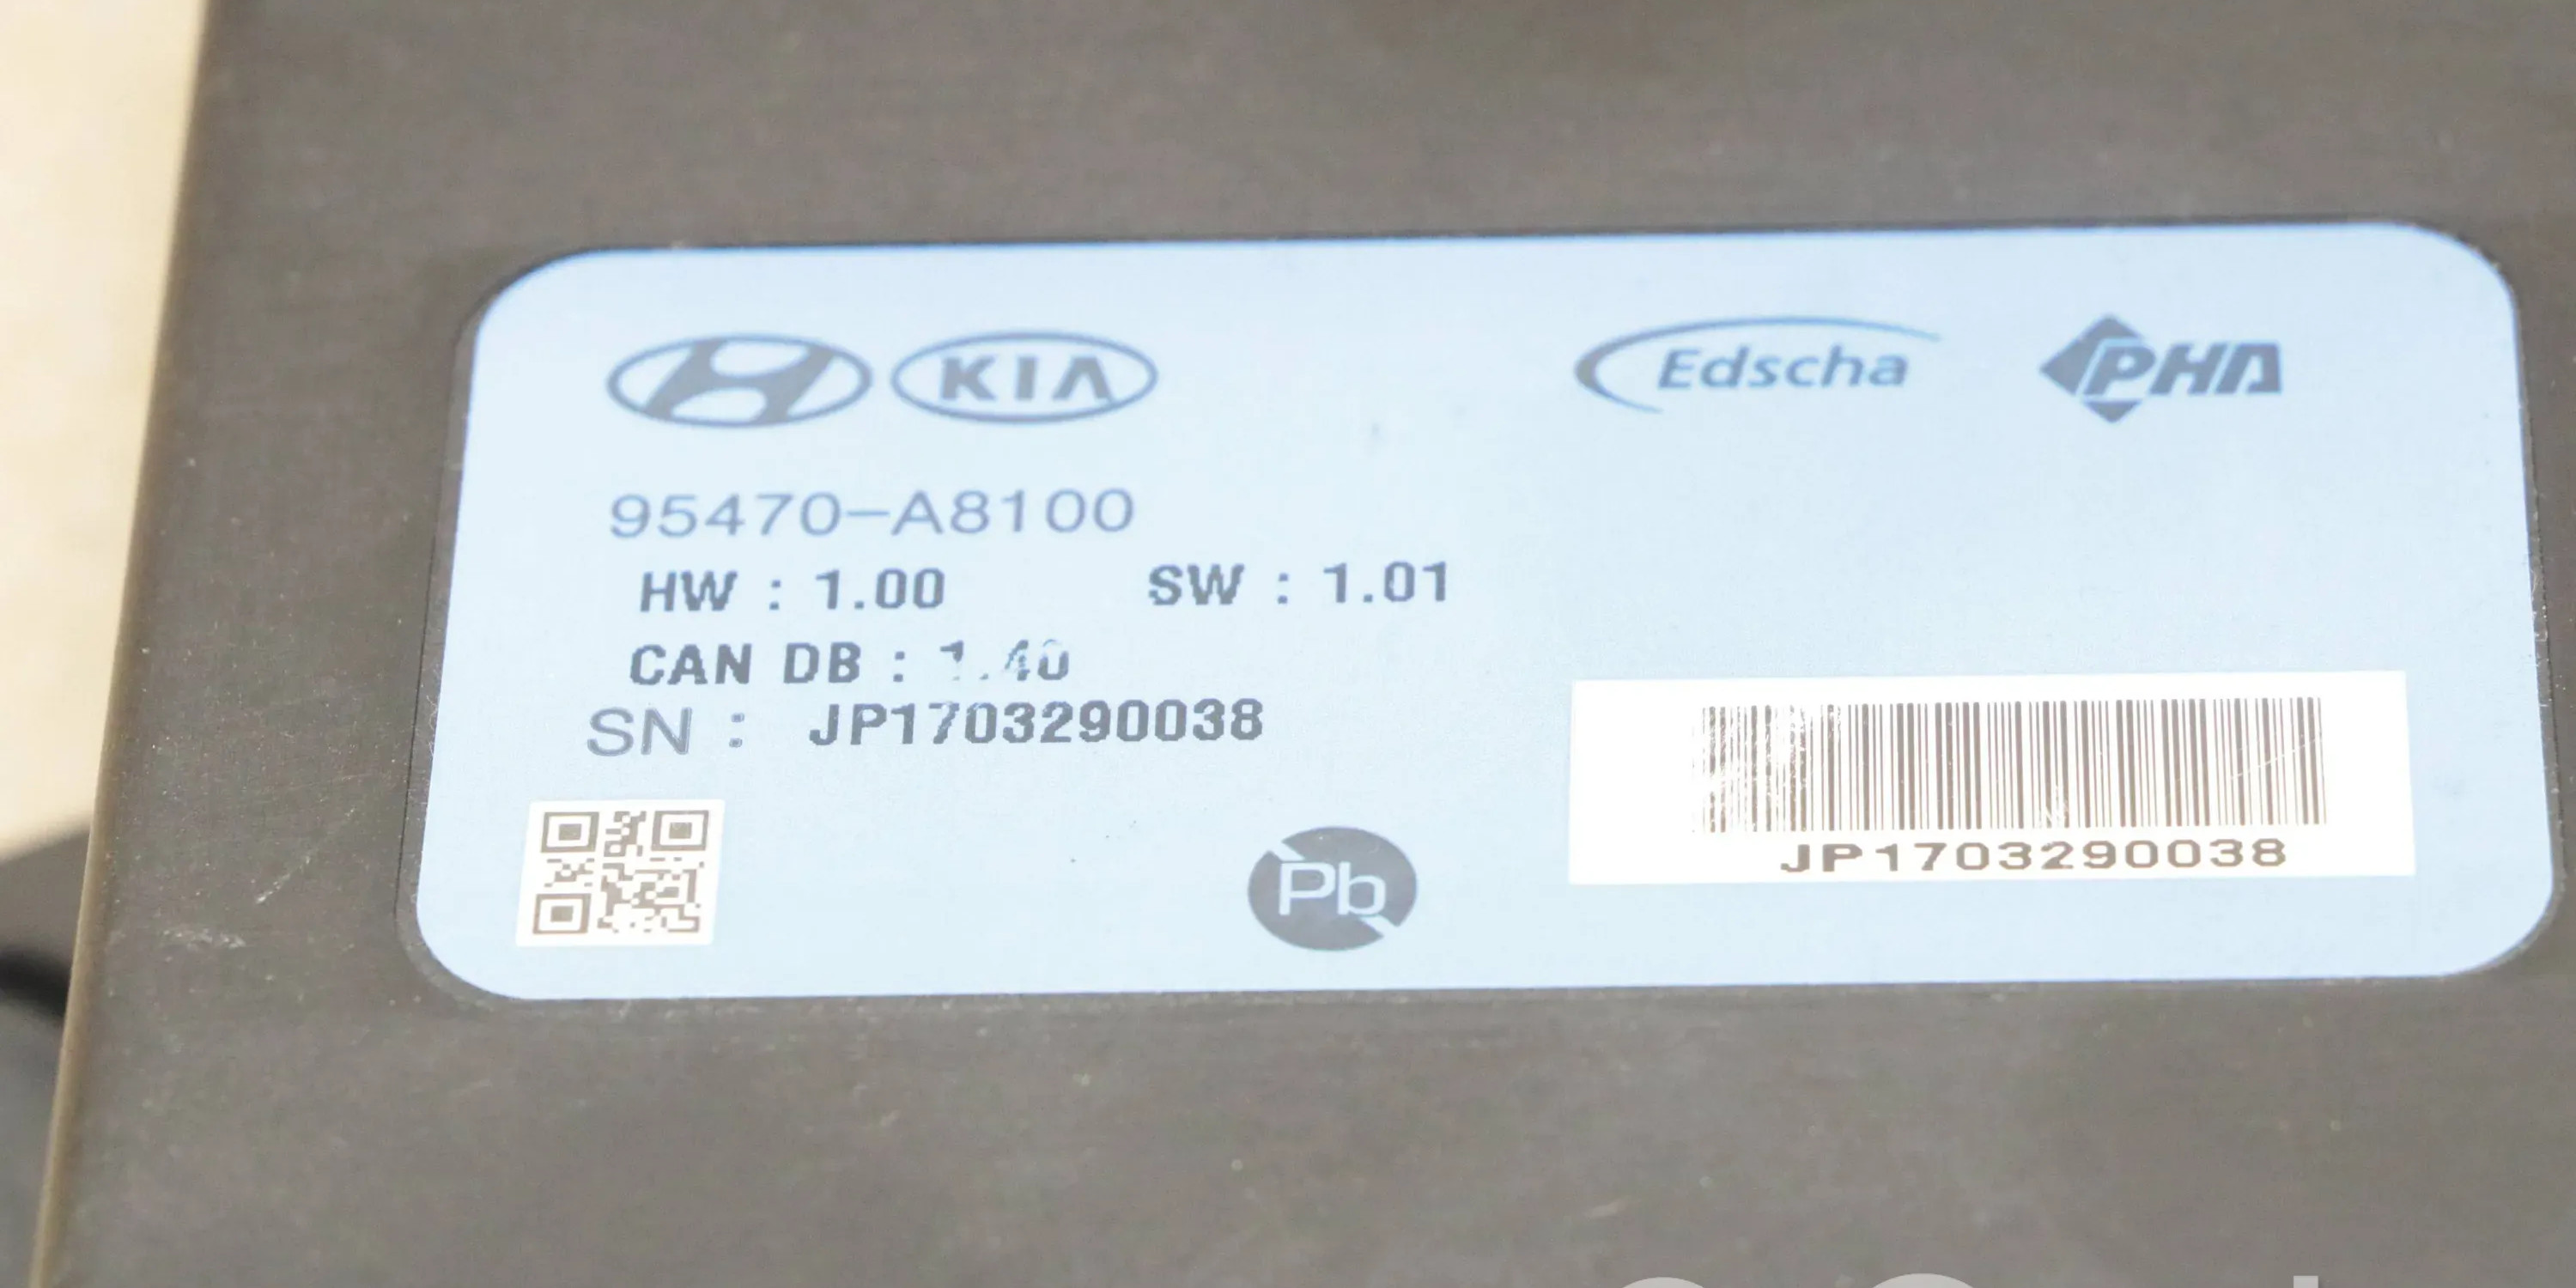 KIA Edscha PHA
95470-A8100
HW : 1.00 SW : 1.01
CAN DB : 1.40
SN : JP1703290038
JP1703290038
Pb